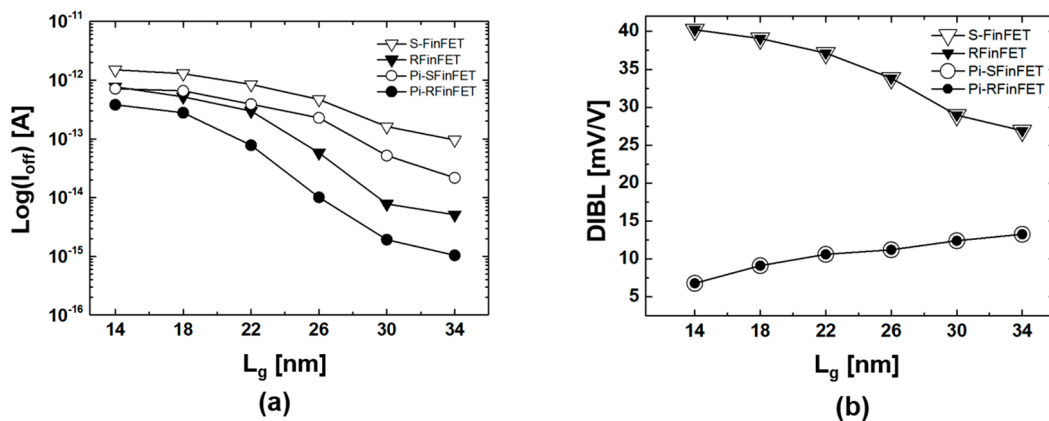 10⁻¹¹
10⁻¹²
10⁻¹³
10⁻¹⁴
10⁻¹⁵
10⁻¹⁶
Log(I_off) [A]
S-FinFET
RFinFET
Pi-SFinFET
Pi-RFinFET
14 18 22 26 30 34
L_g [nm]
(a)
40
35
30
25
20
15
10
5
DIBL [mV/V]
S-FinFET
RFinFET
Pi-SFinFET
Pi-RFinFET
14 18 22 26 30 34
L_g [nm]
(b)